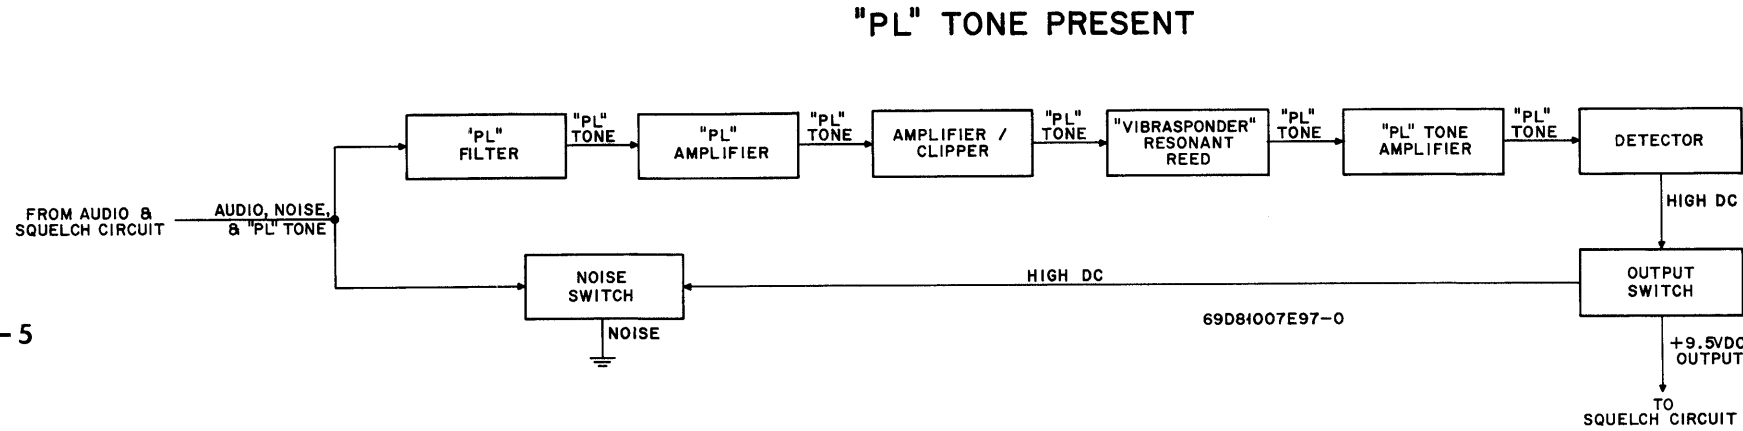 "PL" TONE PRESENT
"PL"
FILTER
"PL"
TONE
"PL"
AMPLIFIER
"PL"
TONE
AMPLIFIER /
CLIPPER
"PL"
TONE
"VIBRASPONDER"
RESONANT
REED
"PL"
TONE
"PL" TONE
AMPLIFIER
"PL"
TONE
DETECTOR
HIGH DC
FROM AUDIO &
SQUELCH CIRCUIT
AUDIO, NOISE,
& "PL" TONE
NOISE
SWITCH
HIGH DC
OUTPUT
SWITCH
NOISE
69D81007E97-0
-5
+9.5VDC
OUTPUT
TO
SQUELCH CIRCUIT